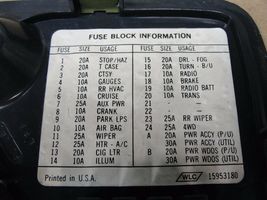 FUSE BLOCK INFORMATION
FUSE SIZE USAGE FUSE SIZE USAGE
1 20A STOP/HAZ 15 20A DRL - FOG
2 20A T CASE 16 20A TURN - B/U
3 20A CTSY 17 10A RADIO
4 10A GAUGES 18 10A BRAKE
5 10A RR HVAC 19 10A RADIO BATT
6 10A CRUISE 20 10A TRANS
7 25A AUX PWR 21 --
8 10A CRANK 22 --
9 20A PARK LPS 23 25A RR WIPER
10 10A AIR BAG 24 25A 4WD
11 25A WIPER A 20A PWR ACCY (P/U)
12 25A HTR - A/C 30A PWR ACCY (UTIL)
13 20A CIG LTR B 30A PWR WDOS (P/U)
14 10A ILLUM 30A PWR WDOS (UTIL)
Printed in U.S.A. WLC 15953180